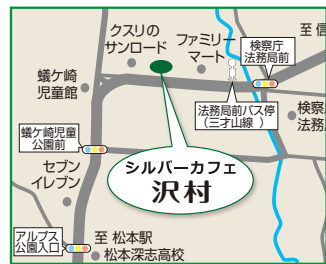 クスリの
サンロード
ファミリー
マート
至 信
検察庁
法務局前
蟻ケ崎
児童館
法務局前バス停
（三才山線 ）
検察
法務
蟻ケ崎児童
公園前
シルバーカフェ
沢村
セブン
イレブン
アルプス
公園入口
至 松本駅
松本深志高校